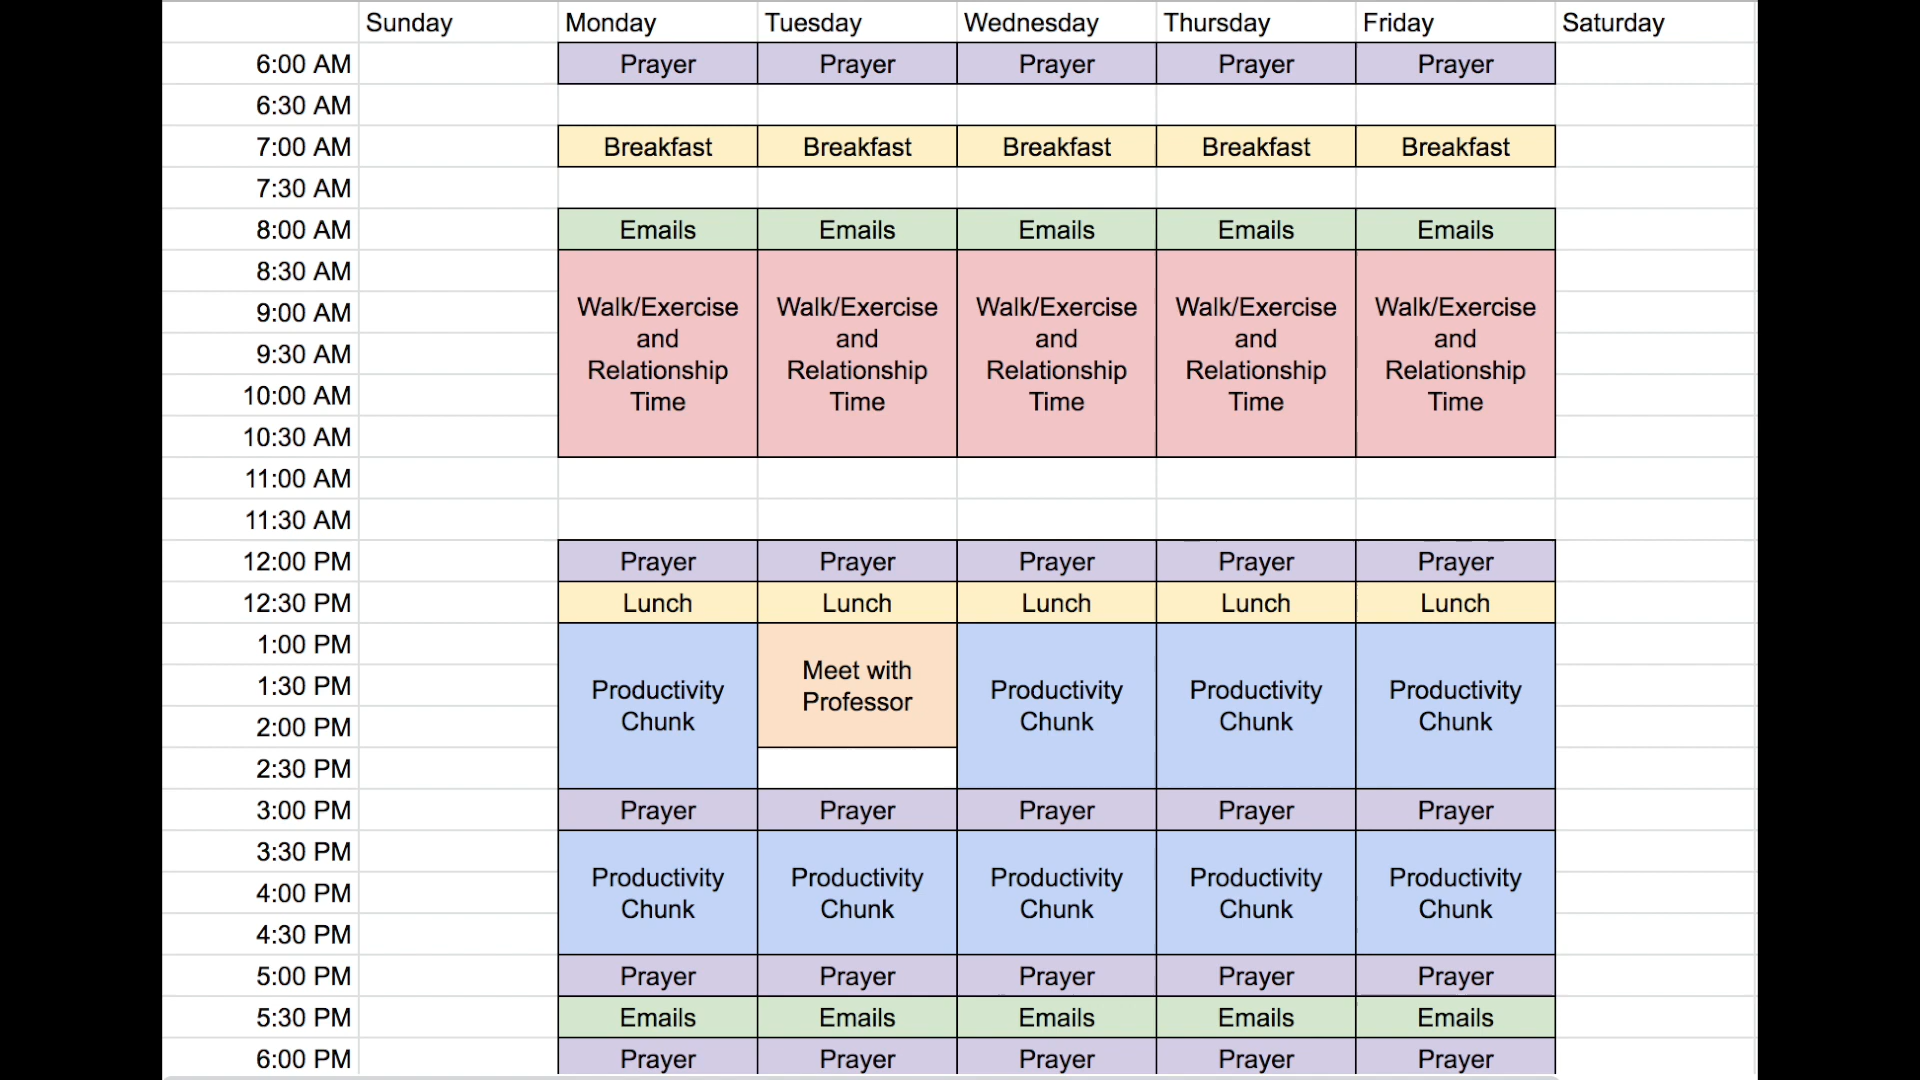 Sunday Monday Tuesday Wednesday Thursday Friday Saturday
6:00 AM Prayer Prayer Prayer Prayer Prayer
6:30 AM
7:00 AM Breakfast Breakfast Breakfast Breakfast Breakfast
7:30 AM
8:00 AM Emails Emails Emails Emails Emails
8:30 AM
9:00 AM Walk/Exercise Walk/Exercise Walk/Exercise Walk/Exercise Walk/Exercise
and and and and and
9:30 AM Relationship Relationship Relationship Relationship Relationship
10:00 AM Time Time Time Time Time
10:30 AM
11:00 AM
11:30 AM
12:00 PM Prayer Prayer Prayer Prayer Prayer
12:30 PM Lunch Lunch Lunch Lunch Lunch
1:00 PM Meet with
1:30 PM Productivity Professor Productivity Productivity Productivity
2:00 PM Chunk Chunk Chunk Chunk
2:30 PM
3:00 PM Prayer Prayer Prayer Prayer Prayer
3:30 PM
4:00 PM Productivity Productivity Productivity Productivity Productivity
Chunk Chunk Chunk Chunk Chunk
4:30 PM
5:00 PM Prayer Prayer Prayer Prayer Prayer
5:30 PM Emails Emails Emails Emails Emails
6:00 PM Prayer Prayer Prayer Prayer Prayer